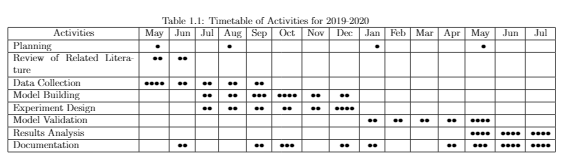 Table 1.1: Timetable of Activities for 2019-2020
Activities May Jun Jul Aug Sep Oct Nov Dec Jan Feb Mar Apr May Jun Jul
Planning • • • •
Review of Related Litera-
ture •• ••
Data Collection •••• •• •• •• ••
Model Building •• •• ••• •••• •• ••
Experiment Design •• •• •• •• •• ••••
Model Validation •• •• •• •• ••••
Results Analysis •••• •••• ••••
Documentation •• •• ••• •• •• •• ••• •••• ••••